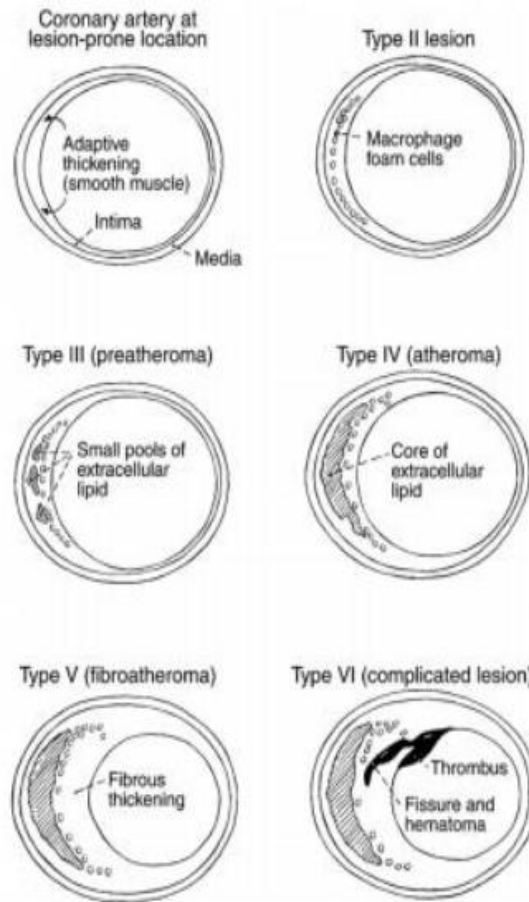 Coronary artery at
lesion-prone location
Adaptive
thickening
(smooth muscle)
Intima
Media
Type II lesion
Macrophage
foam cells
Type III (preatheroma)
Small pools of
extracellular
lipid
Type IV (atheroma)
Core of
extracellular
lipid
Type V (fibroatheroma)
Fibrous
thickening
Type VI (complicated lesion)
Thrombus
Fissure and
hematoma